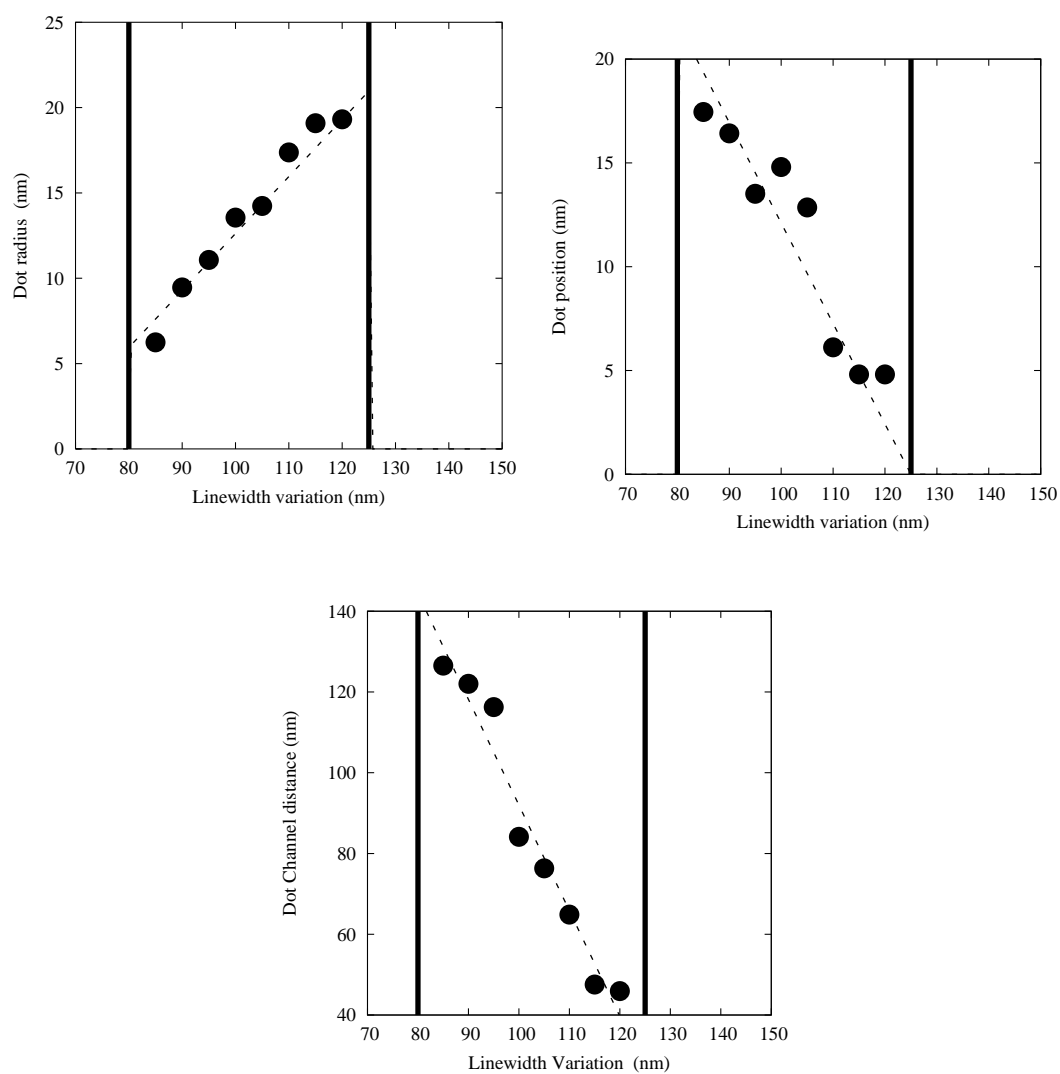 25
20
15
10
5
0
70 80 90 100 110 120 130 140 150
Dot radius (nm)
Linewidth variation (nm)
20
15
10
5
0
70 80 90 100 110 120 130 140 150
Dot position (nm)
Linewidth variation (nm)
140
120
100
80
60
40
70 80 90 100 110 120 130 140 150
Dot Channel distance (nm)
Linewidth Variation (nm)